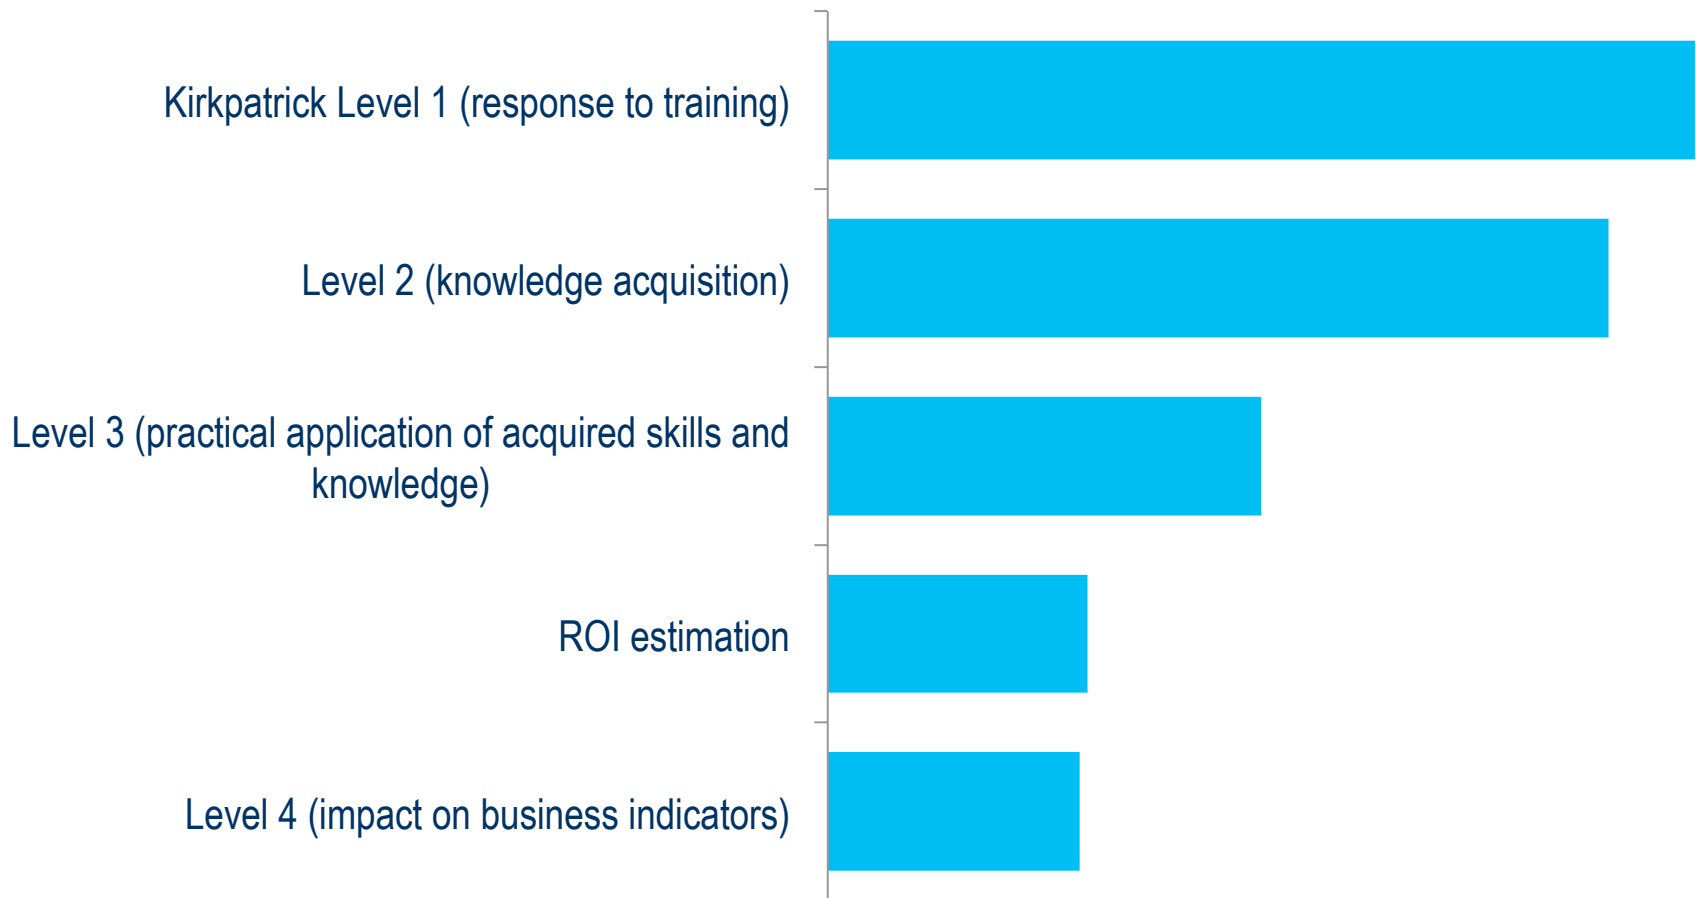 Kirkpatrick Level 1 (response to training)
Level 2 (knowledge acquisition)
Level 3 (practical application of acquired skills and
knowledge)
ROI estimation
Level 4 (impact on business indicators)